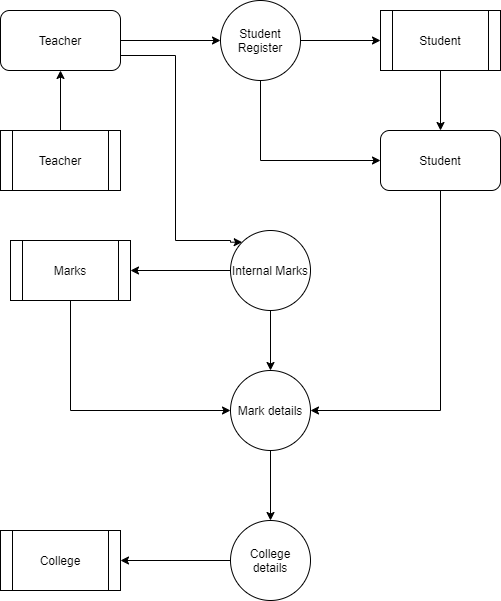 Teacher
Student
Register
Student
Teacher
Student
Marks
Internal Marks
Mark details
College
College
details